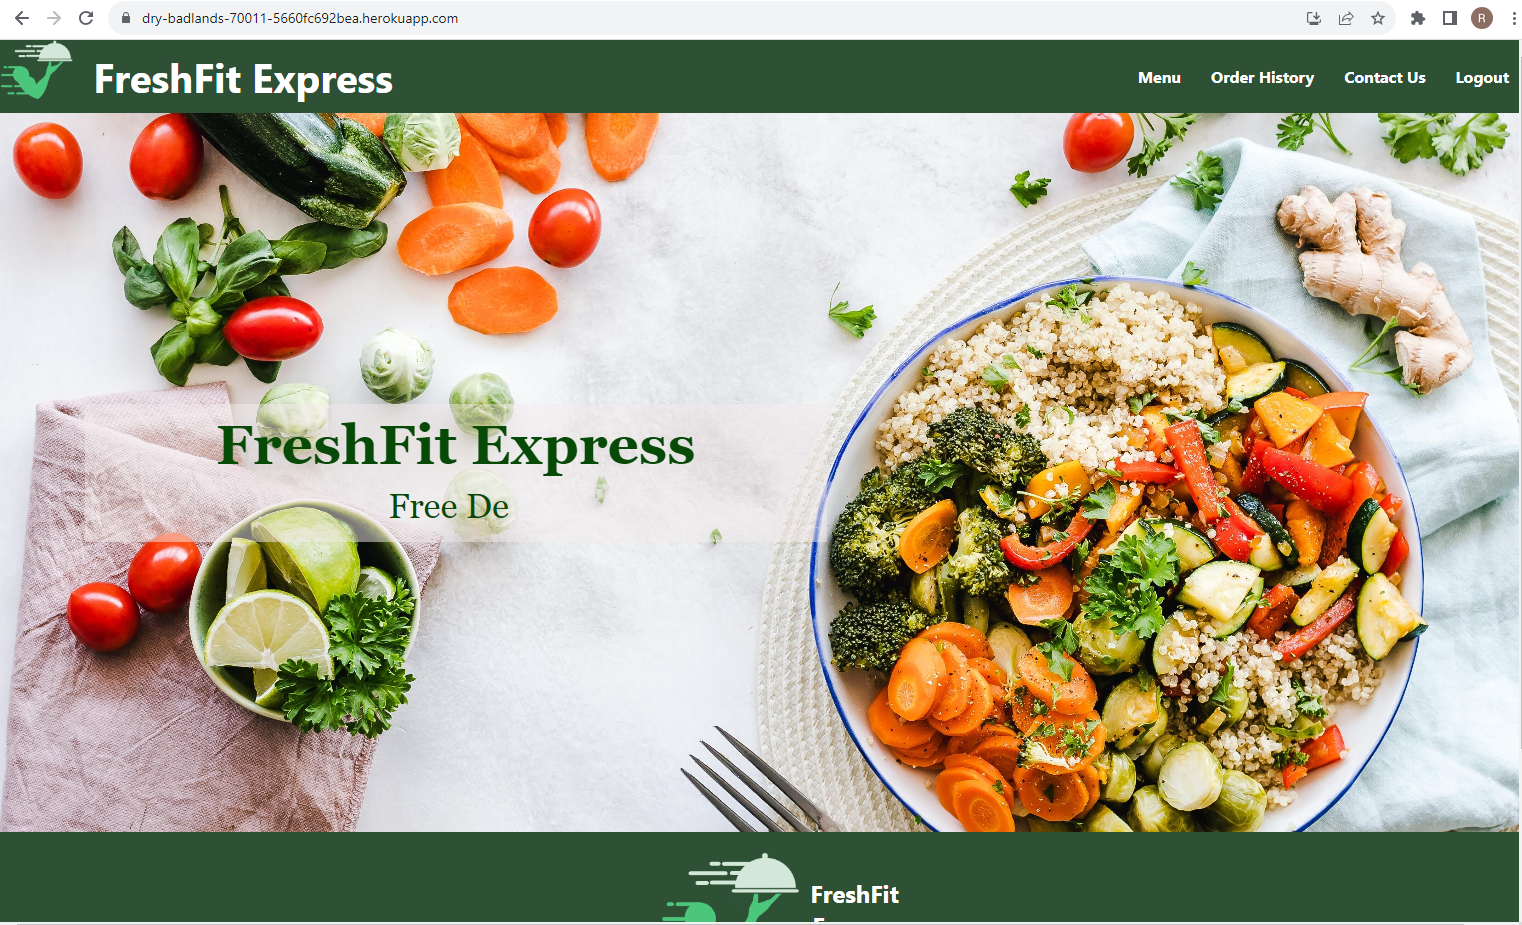 dry-badlands-70011-5660fc692bea.herokuapp.com
R
FreshFit Express
Menu
Order History
Contact Us
Logout
FreshFit Express
Free De
FreshFit